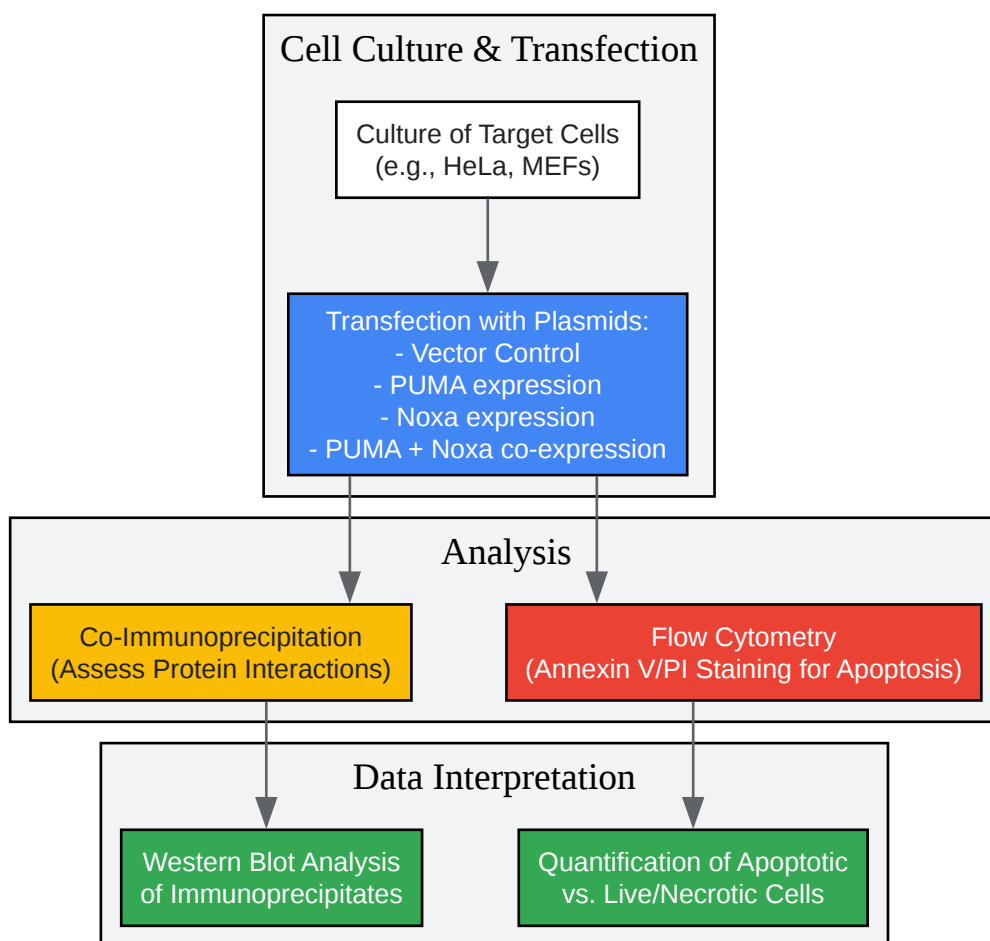 Cell Culture & Transfection
Culture of Target Cells
(e.g., HeLa, MEFs)
Transfection with Plasmids:
- Vector Control
- PUMA expression
- Noxa expression
- PUMA + Noxa co-expression
Analysis
Co-Immunoprecipitation
(Assess Protein Interactions)
Flow Cytometry
(Annexin V/PI Staining for Apoptosis)
Data Interpretation
Western Blot Analysis
of Immunoprecipitates
Quantification of Apoptotic
vs. Live/Necrotic Cells